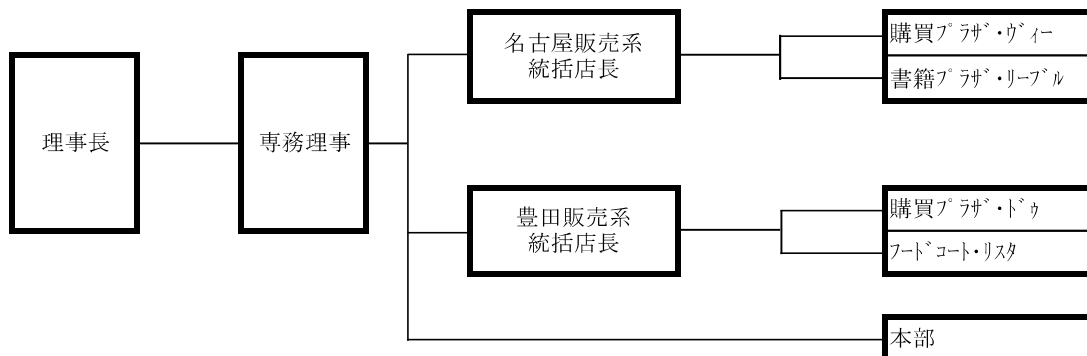 理事長
専務理事
名古屋販売系
統括店長
購買ﾌﾟﾗｻﾞ・ｳﾞｨｰ
書籍ﾌﾟﾗｻﾞ・ﾘｰﾌﾞﾙ
豊田販売系
統括店長
購買ﾌﾟﾗｻﾞ・ﾄﾞｩ
ﾌｰﾄﾞｺｰﾄ・ﾘｽﾀ
本部